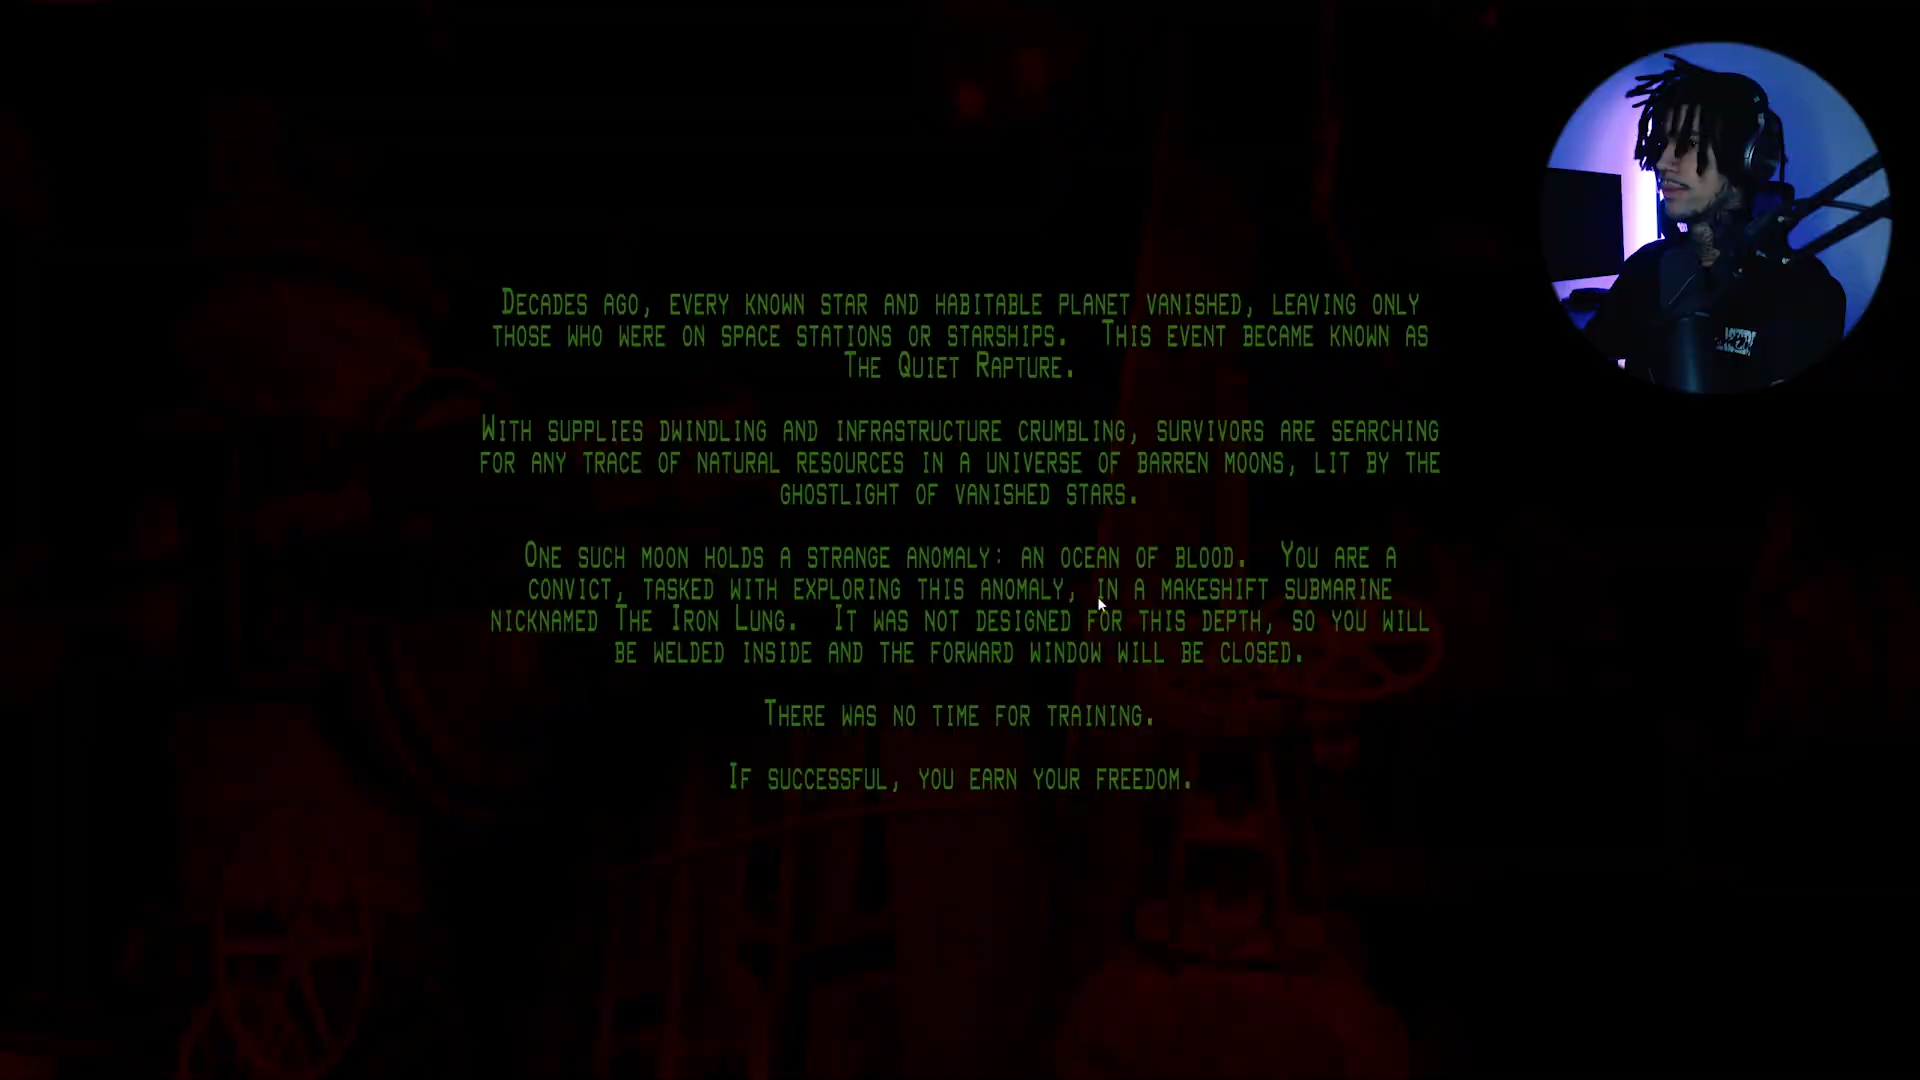 Decades ago, every known star and habitable planet vanished, leaving only
those who were on space stations or starships. This event became known as
The Quiet Rapture.
With supplies dwindling and infrastructure crumbling, survivors are searching
for any trace of natural resources in a universe of barren moons, lit by the
ghostlight of vanished stars.
One such moon holds a strange anomaly: an ocean of blood. You are a
convict, tasked with exploring this anomaly, in a makeshift submarine
nicknamed The Iron Lung. It was not designed for this depth, so you will
be welded inside and the forward window will be closed.
There was no time for training.
If successful, you earn your freedom.